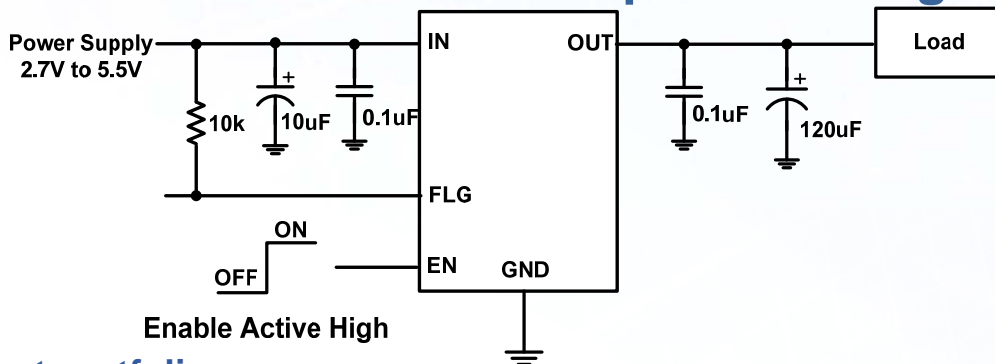 Power Supply
2.7V to 5.5V
IN
OUT
Load
10k
10uF
0.1uF
0.1uF
120uF
FLG
ON
OFF
EN
GND
Enable Active High